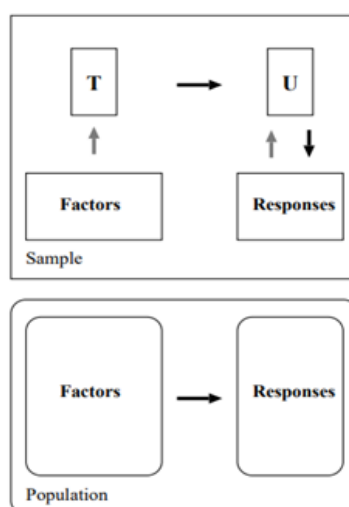 T U
Factors Responses
Sample
Factors Responses
Population